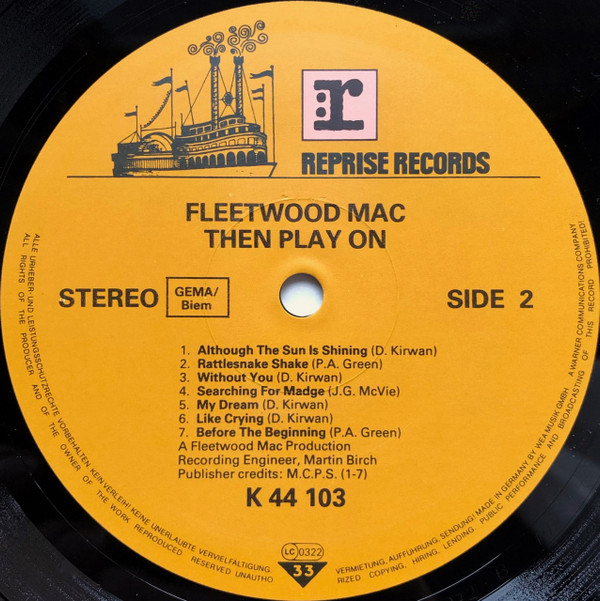 r
REPRISE RECORDS
FLEETWOOD MAC
THEN PLAY ON
STEREO
GEMA/
Biem
SIDE 2
1. Although The Sun Is Shining (D. Kirwan)
2. Rattlesnake Shake (P.A. Green)
3. Without You (D. Kirwan)
4. Searching For Madge (J.G. McVie)
5. My Dream (D. Kirwan)
6. Like Crying (D. Kirwan)
7. Before The Beginning (P.A. Green)
A Fleetwood Mac Production
Recording Engineer, Martin Birch
Publisher credits: M.C.P.S. (1-7)
K 44 103
LC 0322
33
ALLE URHEBER- UND LEISTUNGSSCHUTZRECHTE VORBEHALTEN. KEIN VERLEIH! KEINE UNERLAUBTE VERVIELFÄLTIGUNG, VERMIETUNG, AUFFÜHRUNG, SENDUNG! MADE IN GERMANY BY WEA MUSIK GMBH A WARNER COMMUNICATIONS COMPANY
ALL RIGHTS OF THE PRODUCER AND OF THE OWNER OF THE WORK REPRODUCED RESERVED UNAUTHORIZED COPYING, HIRING, LENDING PUBLIC PERFORMANCE AND BROADCASTING OF THIS RECORD PROHIBITED!